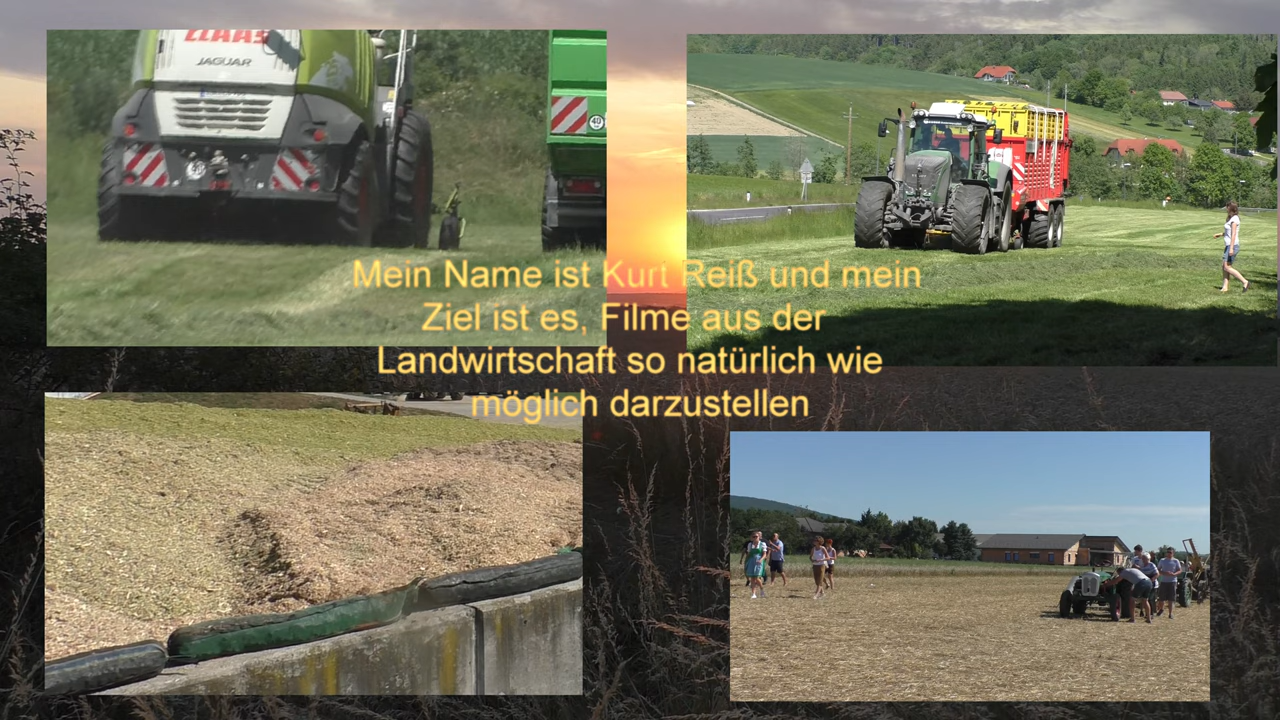 CLAAS
JAGUAR
40
Mein Name ist Kurt Reiß und mein
Ziel ist es, Filme aus der
Landwirtschaft so natürlich wie
möglich darzustellen